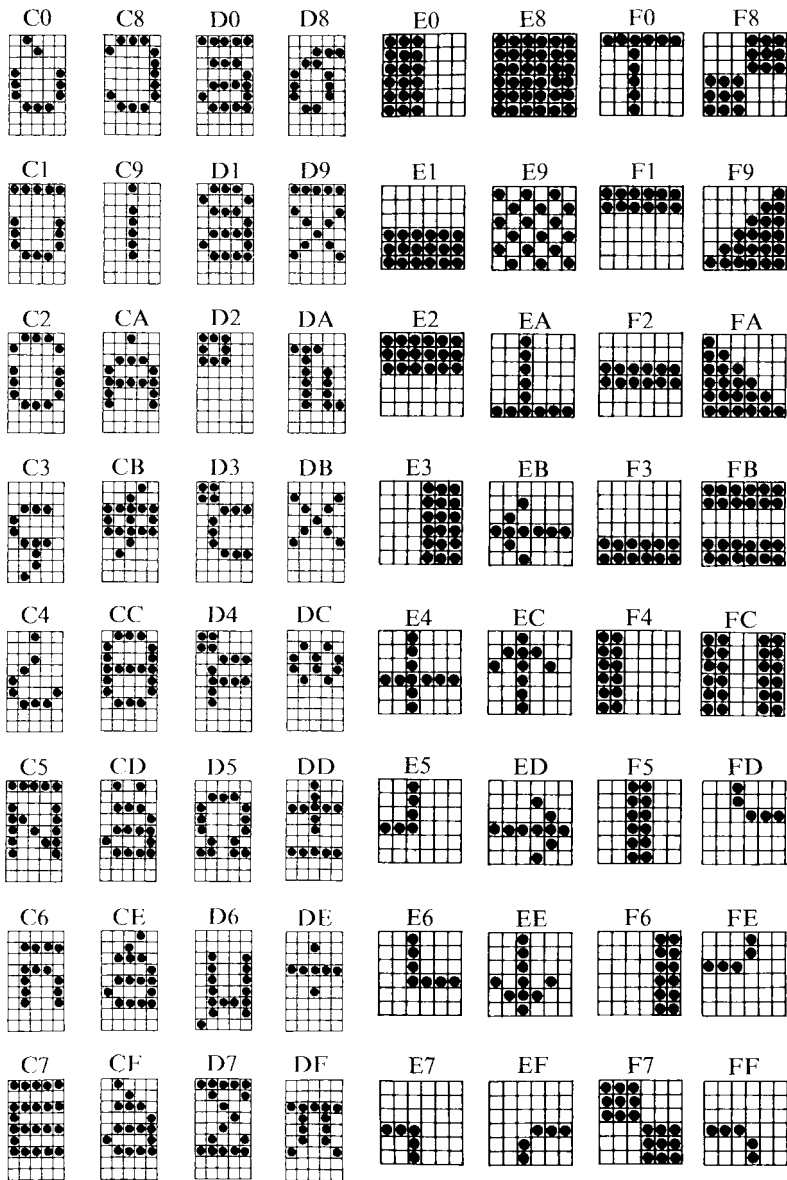 C0 C8 D0 D8 E0 E8 F0 F8
C1 C9 D1 D9 E1 E9 F1 F9
C2 CA D2 DA E2 EA F2 FA
C3 CB D3 DB E3 EB F3 FB
C4 CC D4 DC E4 EC F4 FC
C5 CD D5 DD E5 ED F5 FD
C6 CE D6 DE E6 EE F6 FE
C7 CF D7 DF E7 EF F7 FF